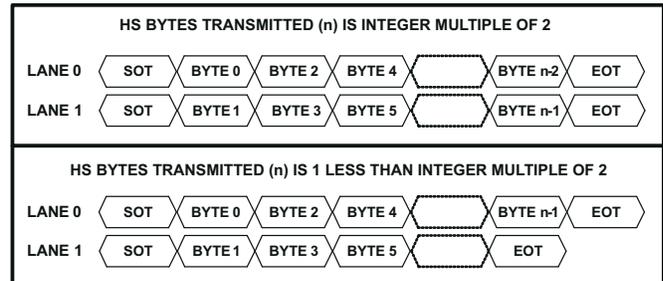 HS BYTES TRANSMITTED (n) IS INTEGER MULTIPLE OF 2
LANE 0 SOT BYTE 0 BYTE 2 BYTE 4 BYTE n-2 EOT
LANE 1 SOT BYTE 1 BYTE 3 BYTE 5 BYTE n-1 EOT
HS BYTES TRANSMITTED (n) IS 1 LESS THAN INTEGER MULTIPLE OF 2
LANE 0 SOT BYTE 0 BYTE 2 BYTE 4 BYTE n-1 EOT
LANE 1 SOT BYTE 1 BYTE 3 BYTE 5 EOT